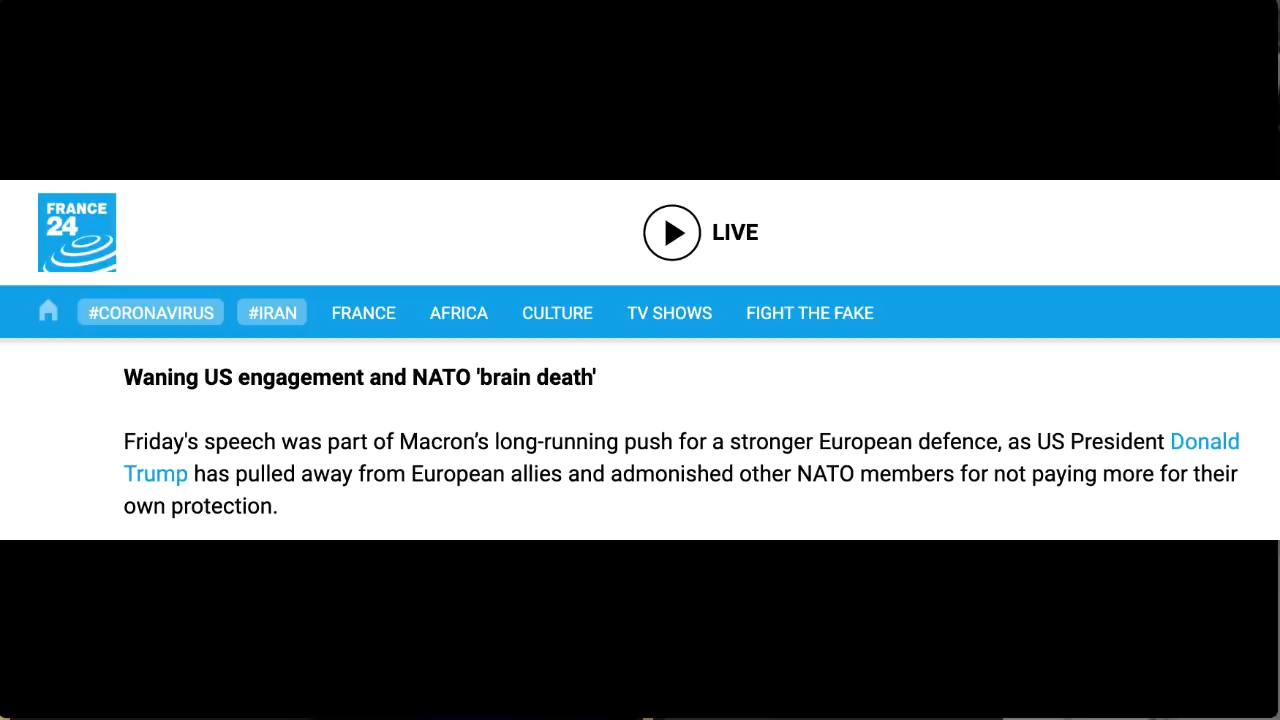 FRANCE
24
LIVE
#CORONAVIRUS #IRAN FRANCE AFRICA CULTURE TV SHOWS FIGHT THE FAKE
Waning US engagement and NATO 'brain death'
Friday's speech was part of Macron’s long-running push for a stronger European defence, as US President Donald
Trump has pulled away from European allies and admonished other NATO members for not paying more for their
own protection.